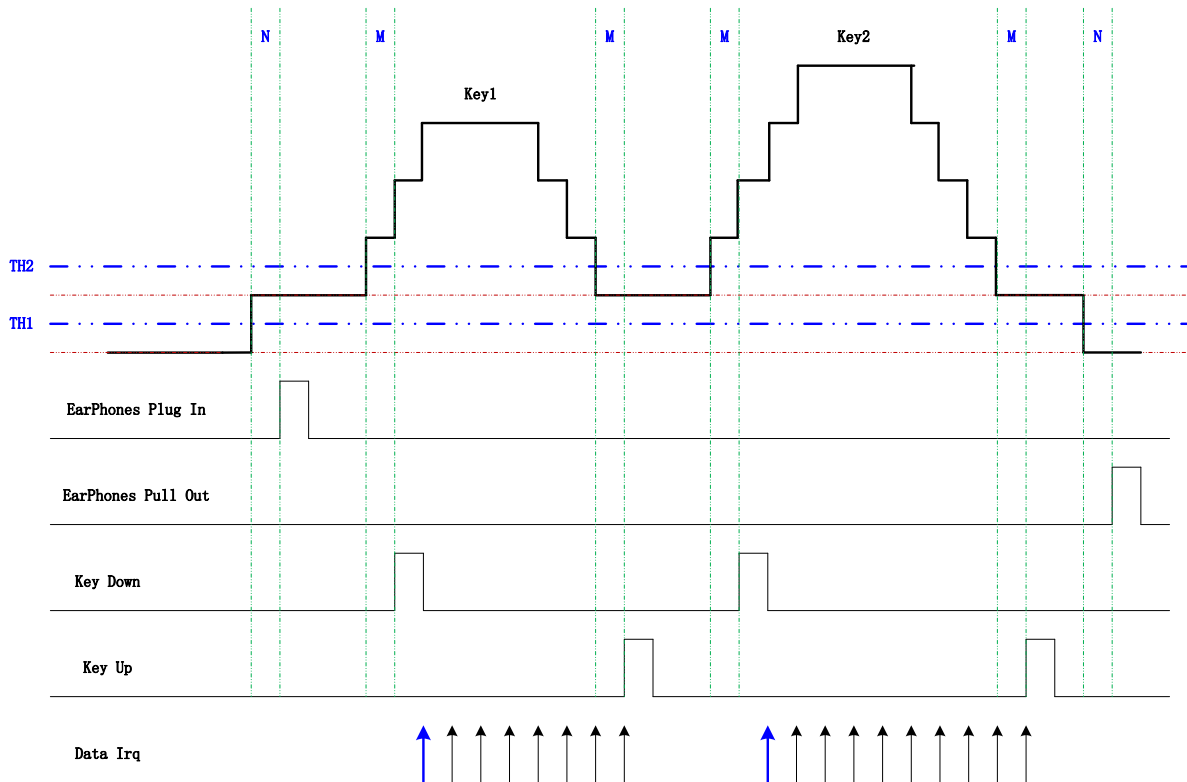 N M M M Key2 M N
Key1
TH2
TH1
EarPhones Plug In
EarPhones Pull Out
Key Down
Key Up
Data Irq